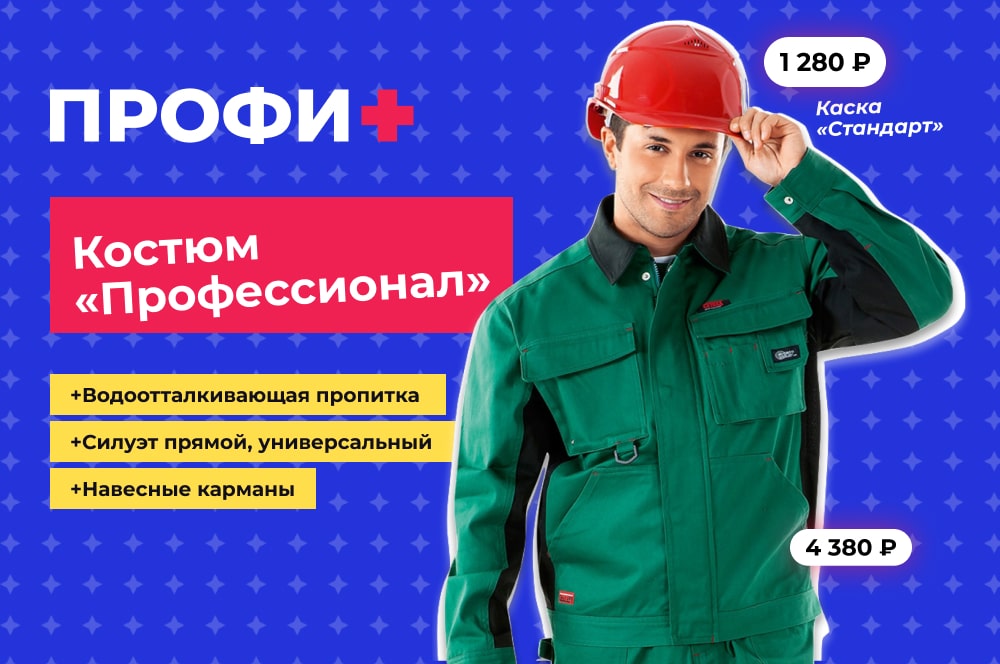 ПРОФИ+
Костюм
«Профессионал»
+Водоотталкивающая пропитка
+Силуэт прямой, универсальный
+Навесные карманы
1 280 ₽
Каска
«Стандарт»
4 380 ₽